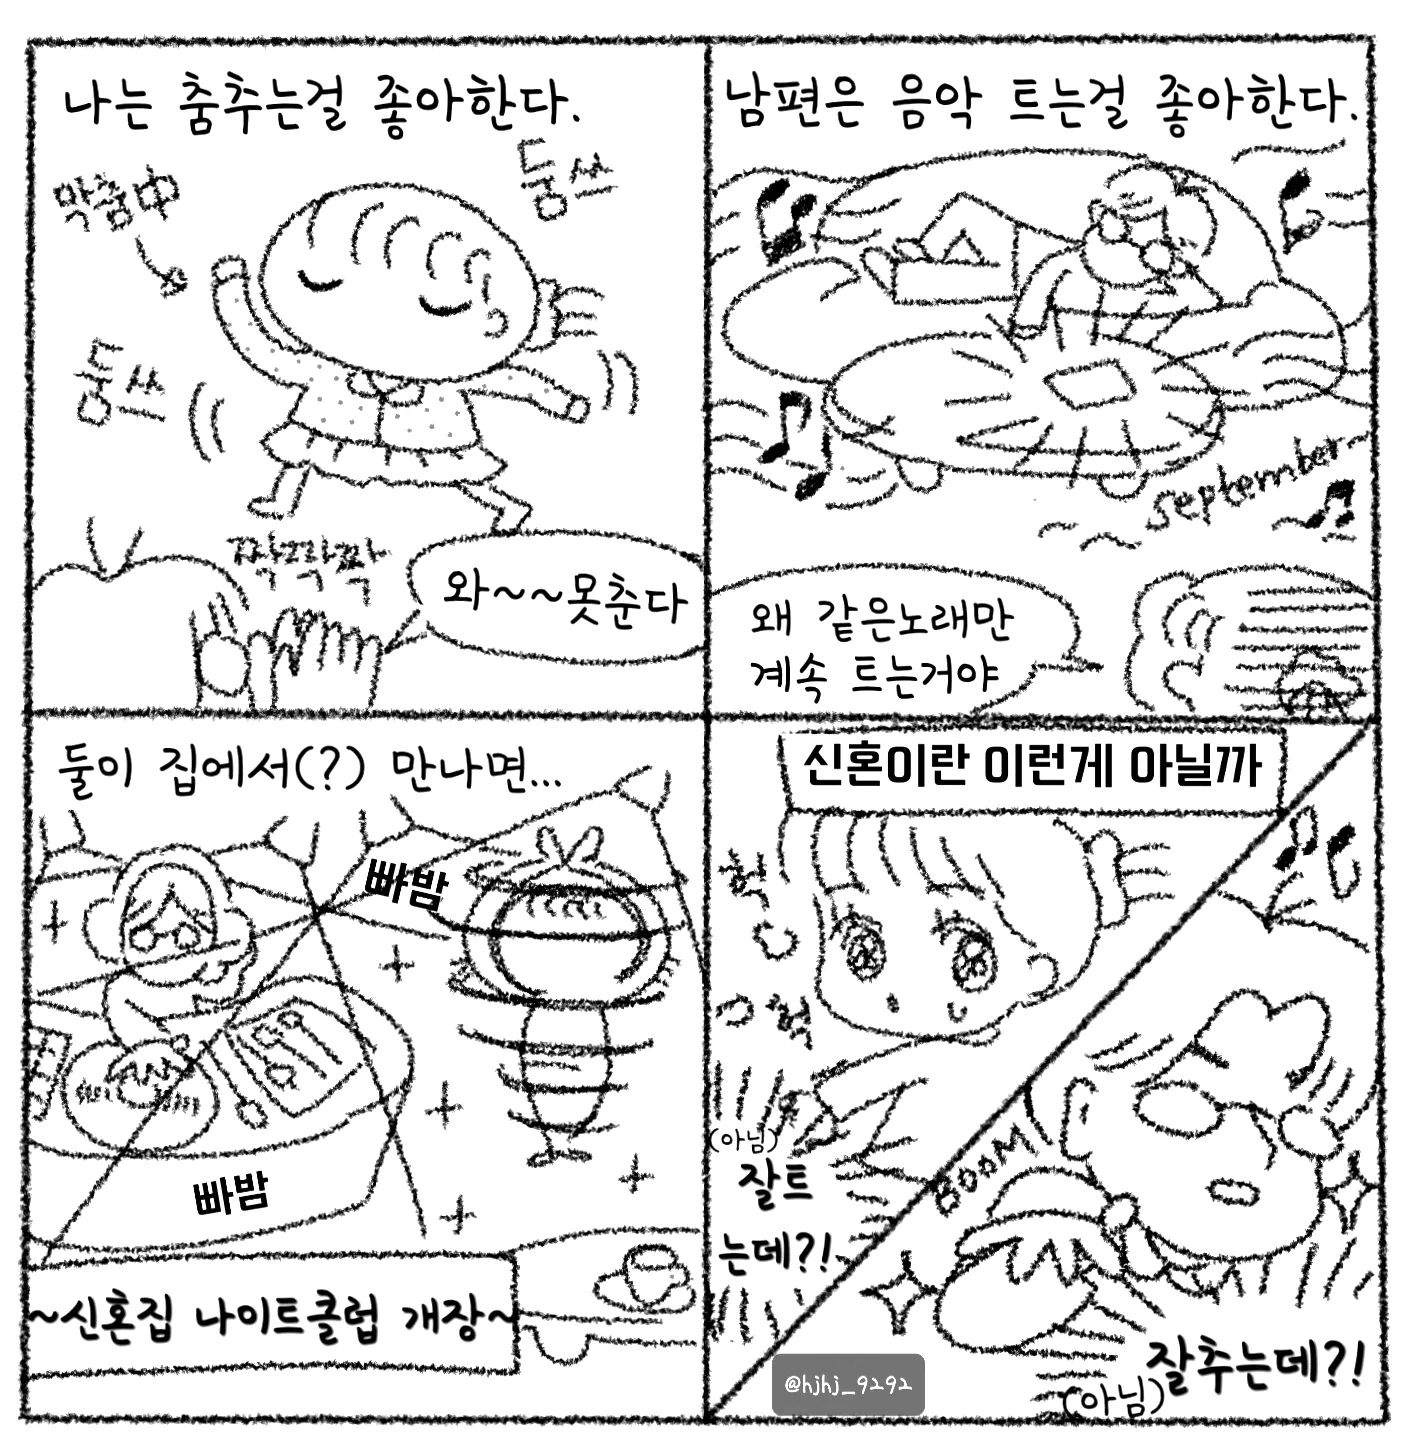 나는 춤추는걸 좋아한다.
막춤中
둠쓰
둠쓰
짝짝짝
와~~못춘다
남편은 음악 트는걸 좋아한다.
September
왜 같은노래만
계속 트는거야
둘이 집에서(?) 만나면...
빠밤
빠밤
~신혼집 나이트클럽 개장~
신혼이란 이런게 아닐까
헉
헉
(아님)
잘트
는데?!
BOOM
잘추는데?!
(아님)
@hjhj_9292